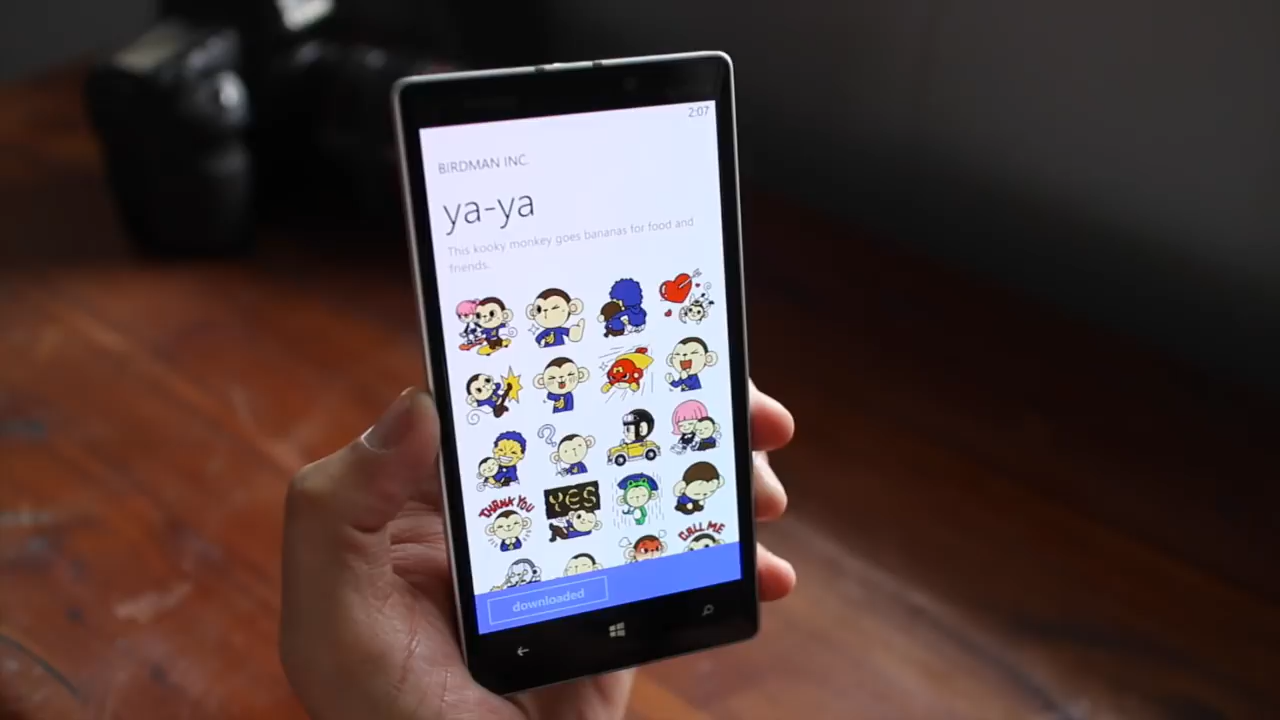 2:07
BIRDMAN INC.
ya-ya
This kooky monkey goes bananas for food and
friends.
?
THANK YOU
YES
CALL ME
downloaded